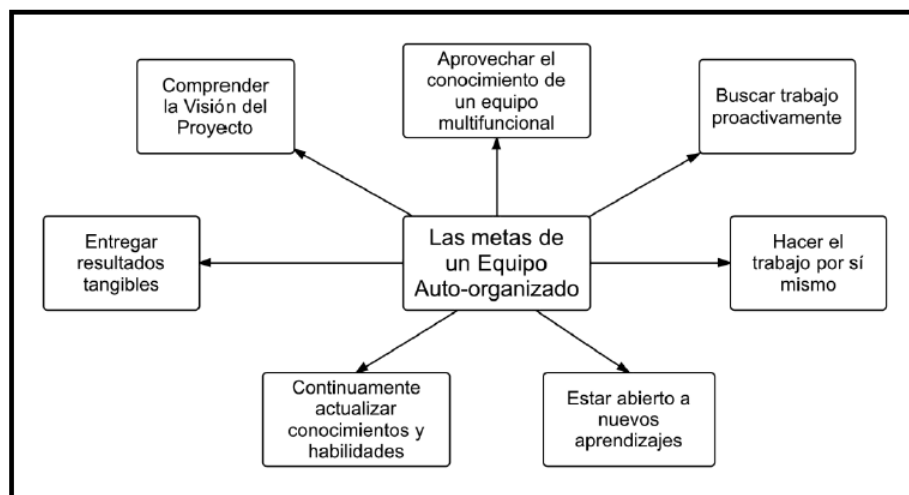 Comprender
la Visión del
Proyecto
Aprovechar el
conocimiento de
un equipo
multifuncional
Buscar trabajo
proactivamente
Entregar
resultados
tangibles
Las metas de
un Equipo
Auto-organizado
Hacer el
trabajo por sí
mismo
Continuamente
actualizar
conocimientos y
habilidades
Estar abierto a
nuevos
aprendizajes